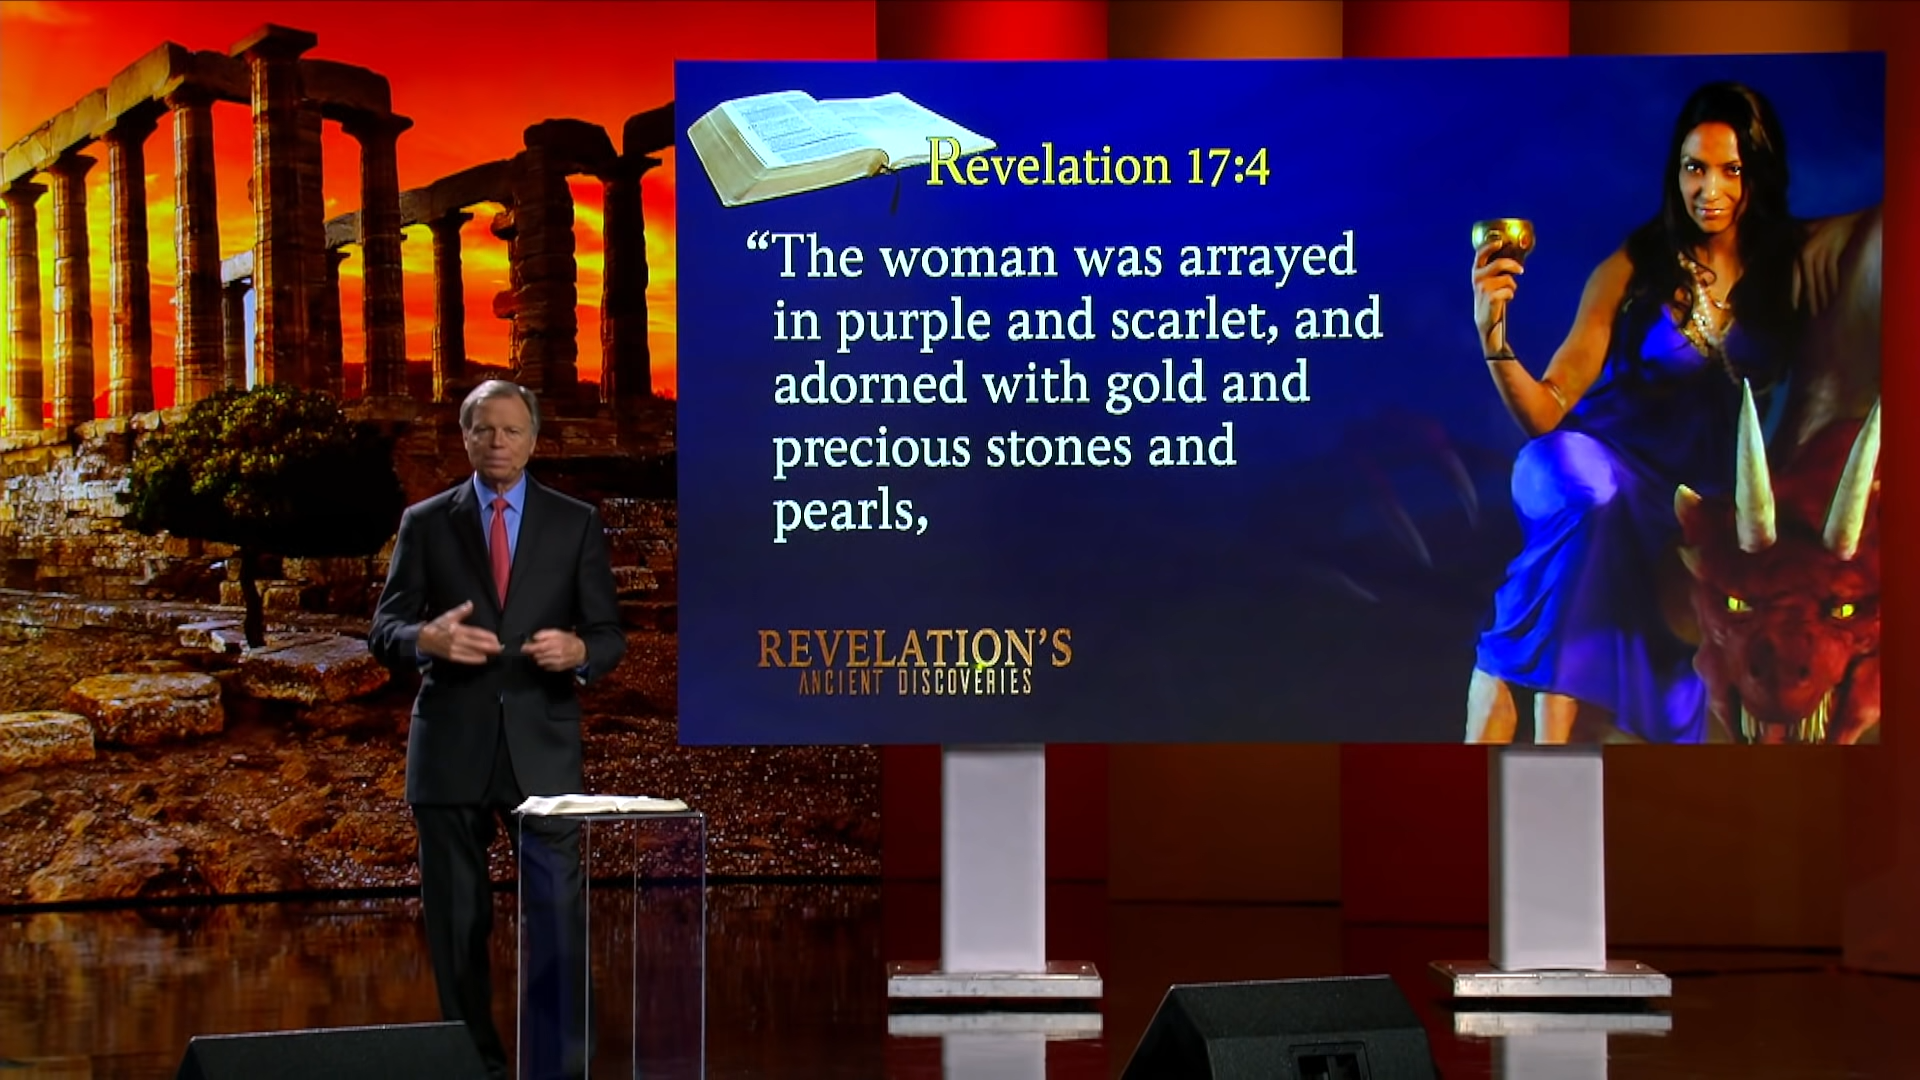 Revelation 17:4
“The woman was arrayed
in purple and scarlet, and
adorned with gold and
precious stones and
pearls,
REVELATION’S
ANCIENT DISCOVERIES